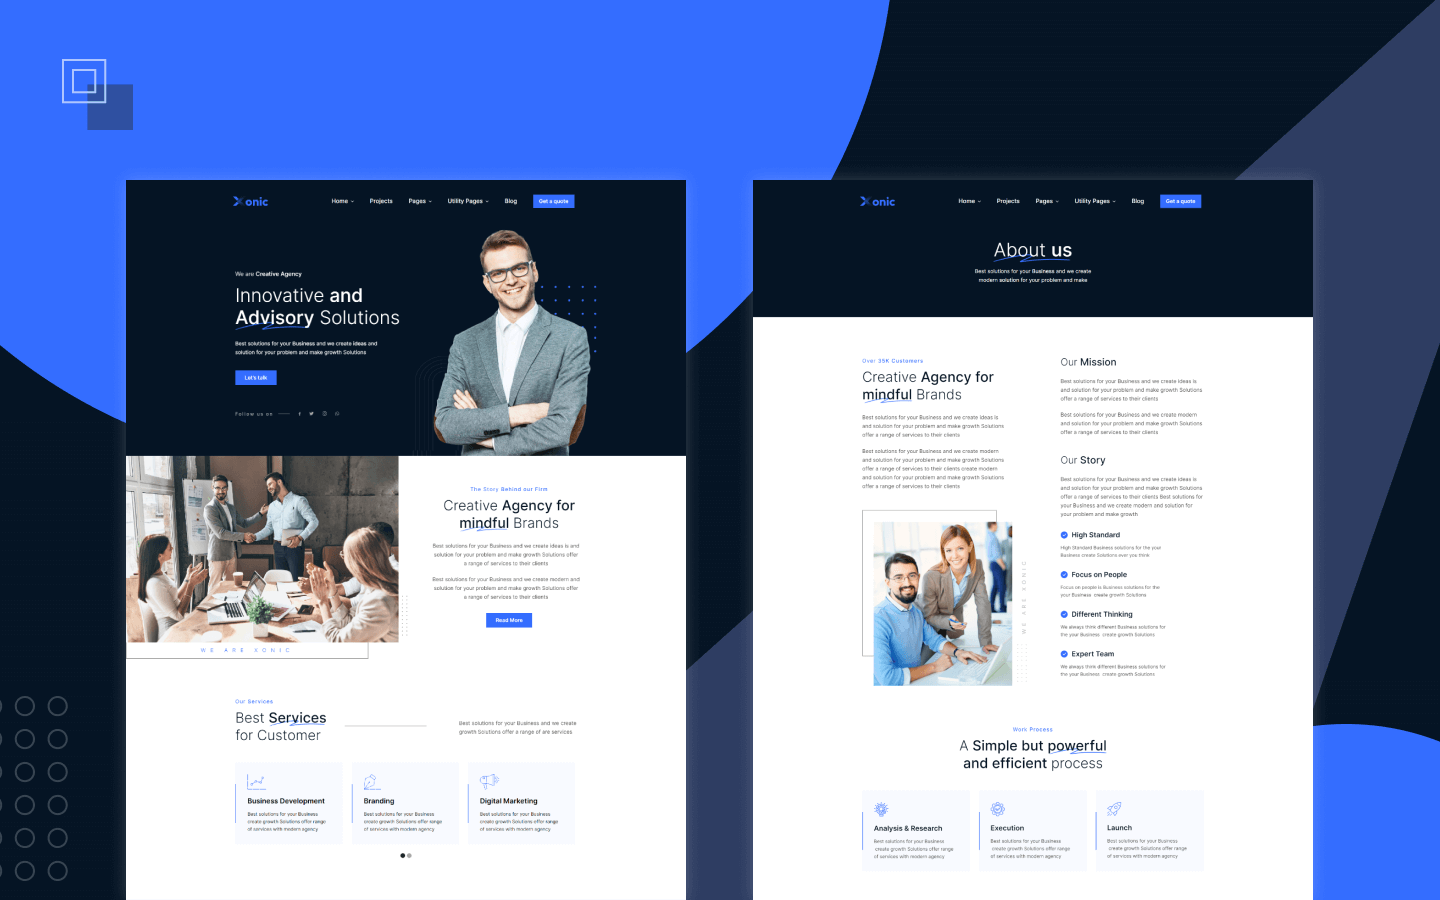 Xonic
Home
Projects
Pages
Utility Pages
Blog
Get a quote
We are Creative Agency
Innovative and
Advisory Solutions
Best solutions for your Business and we create ideas and
solution for your problem and make growth Solutions
Let's talk
Follow us on
The Story Behind our Firm
Creative Agency for
mindful Brands
Best solutions for your Business and we create ideas is and
solution for your problem and make growth Solutions offer
a range of services to their clients
Best solutions for your Business and we create modern and
solution for your problem and make growth Solutions offer
a range of services to their clients
Read More
WE ARE XONIC
Our Services
Best Services
for Customer
Best solutions for your Business and we create
growth Solutions offer a range of are services
Business Development
Best solutions for your Business
create growth Solutions offer range
of services with modern agency
Branding
Best solutions for your Business
create growth Solutions offer range
of services with modern agency
Digital Marketing
Best solutions for your Business
create growth Solutions offer range
of services with modern agency
Xonic
Home
Projects
Pages
Utility Pages
Blog
Get a quote
About us
Best solutions for your Business and we create
modern solution for your problem and make
Over 35K Customers
Creative Agency for
mindful Brands
Best solutions for your Business and we create ideas is
and solution for your problem and make growth Solutions
offer a range of services to their clients
Best solutions for your Business and we create modern
and solution for your problem and make growth Solutions
offer a range of services to their clients create modern
and solution for your problem and make growth Solutions
offer a range of services to their clients
WE ARE XONIC
Our Mission
Best solutions for your Business and we create ideas is
and solution for your problem and make growth Solutions
offer a range of services to their clients
Best solutions for your Business and we create modern
and solution for your problem and make growth Solutions
offer a range of services to their clients
Our Story
Best solutions for your Business and we create ideas is
and solution for your problem and make growth Solutions
offer a range of services to their clients Best solutions for
your Business and we create modern and solution for
your problem and make growth
High Standard
High Standard Business solutions for the your
Business create Solutions ever you think
Focus on People
Focus on people is Business solutions for the
your Business create growth Solutions
Different Thinking
We always think different Business solutions for
the your Business create growth Solutions
Expert Team
We always think different Business solutions for
the your Business create growth Solutions
Work Process
A Simple but powerful
and efficient process
Analysis & Research
Best solutions for your Business
create growth Solutions offer range
of services with modern agency
Execution
Best solutions for your Business
create growth Solutions offer range
of services with modern agency
Launch
Best solutions for your Business
create growth Solutions offer range
of services with modern agency